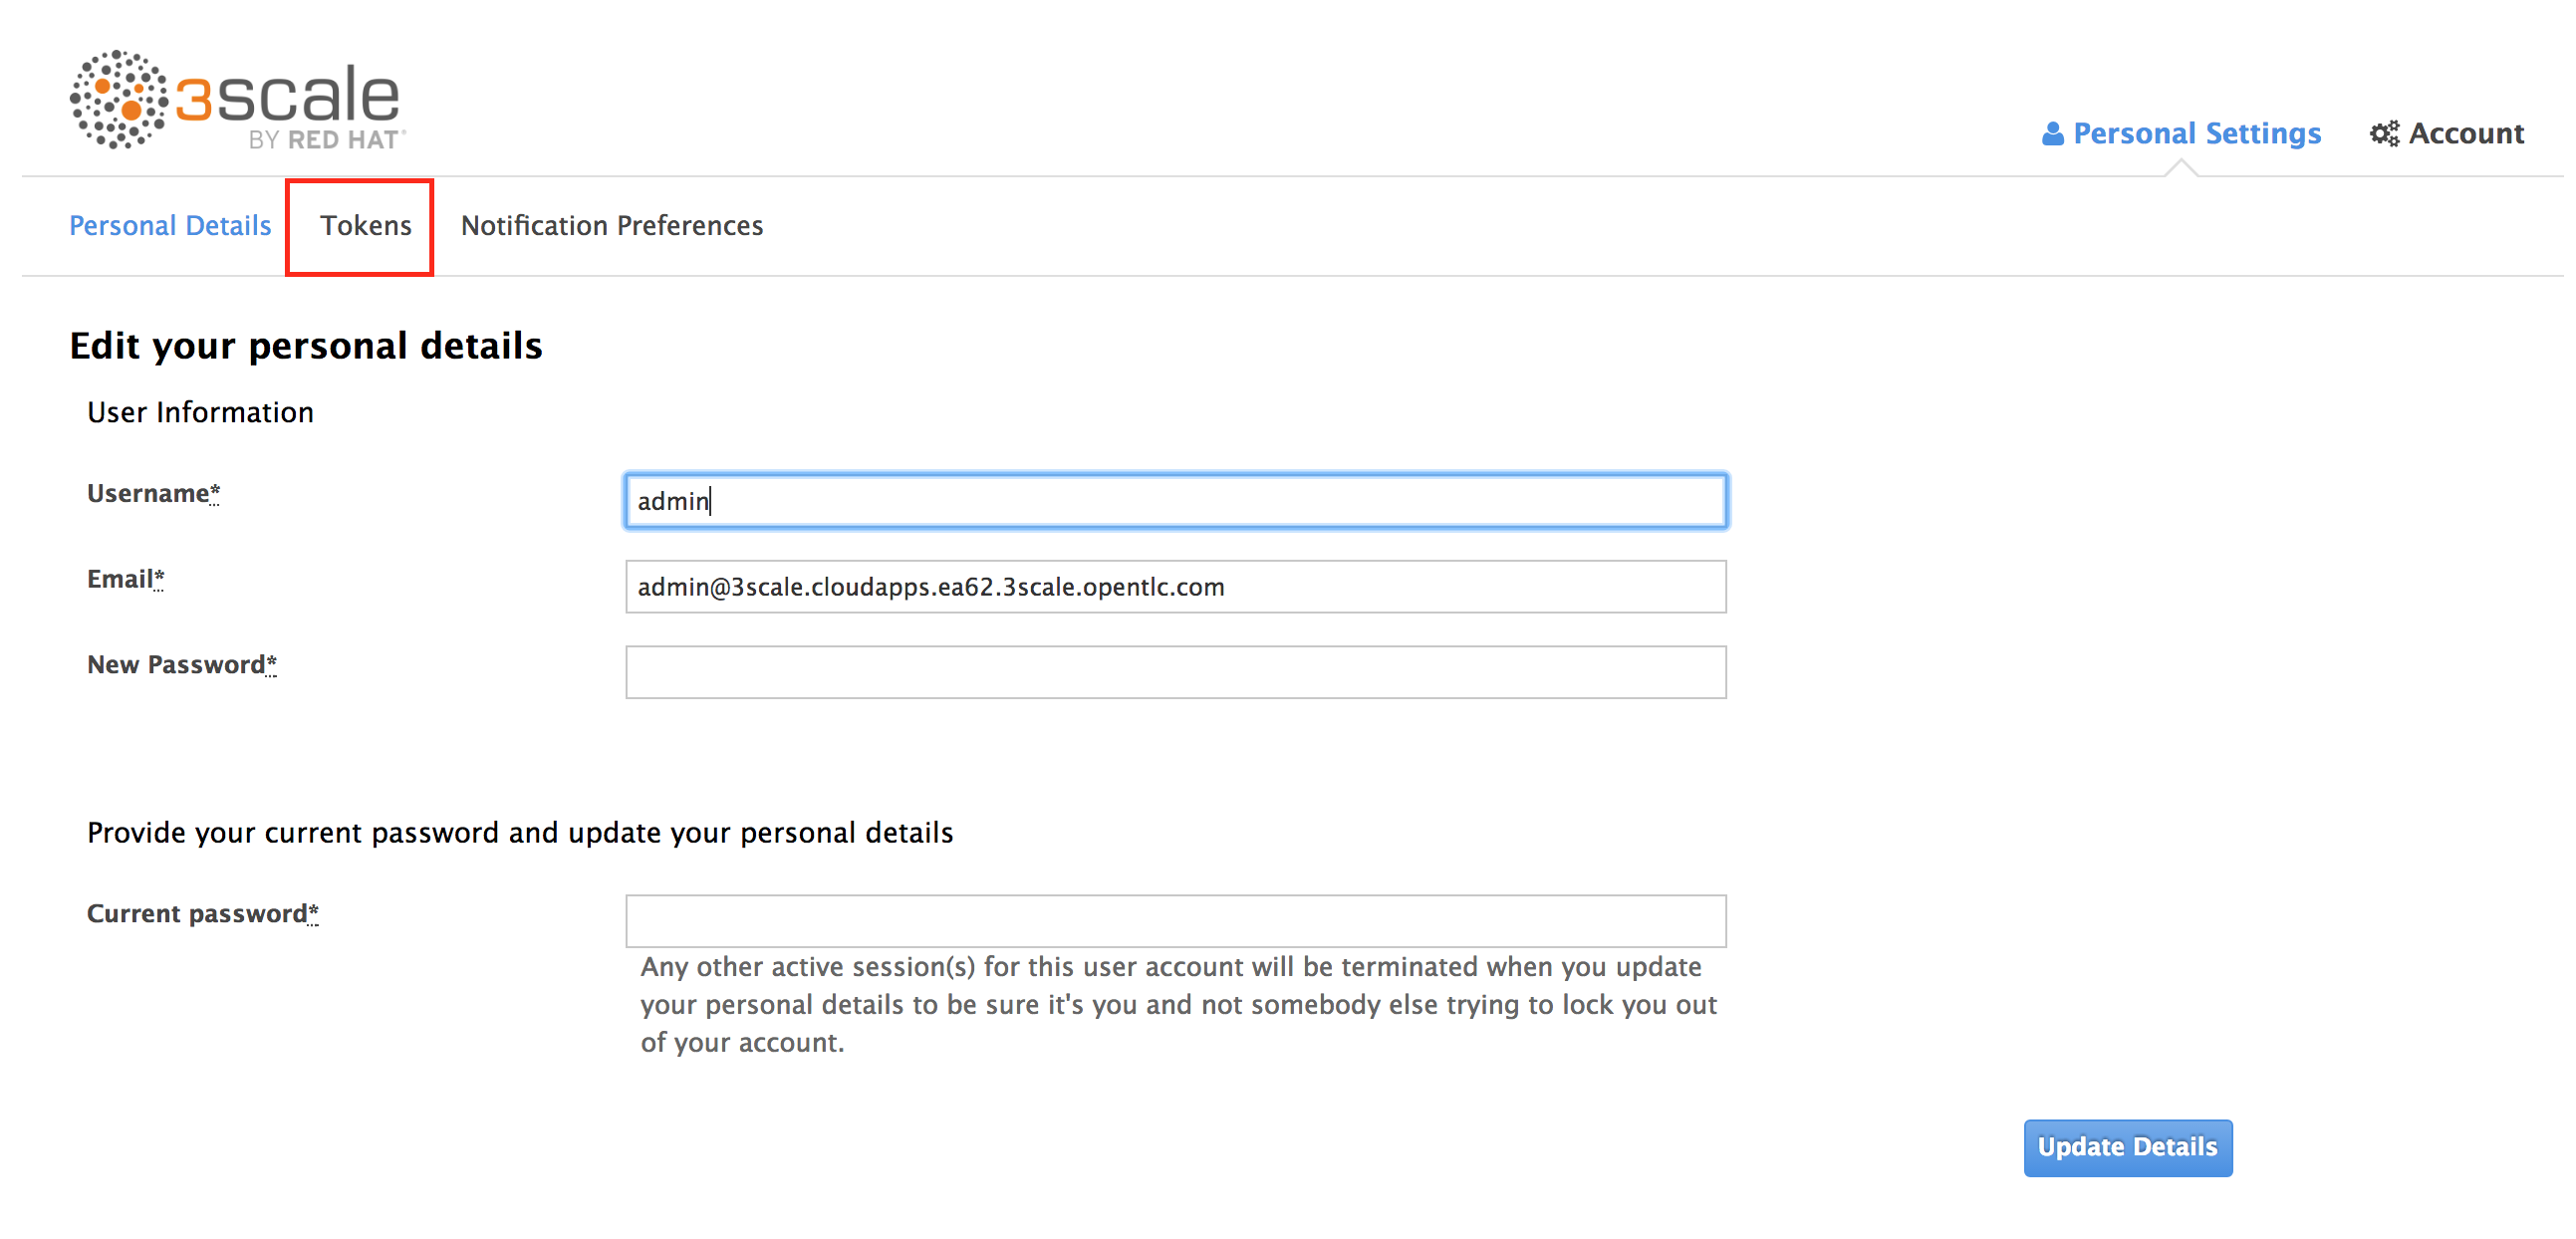 3scale
BY RED HAT®
Personal Settings Account
Personal Details Tokens Notification Preferences
Edit your personal details
User Information
Username* admin
Email* admin@3scale.cloudapps.ea62.3scale.opentlc.com
New Password*
Provide your current password and update your personal details
Current password*
Any other active session(s) for this user account will be terminated when you update
your personal details to be sure it's you and not somebody else trying to lock you out
of your account.
Update Details